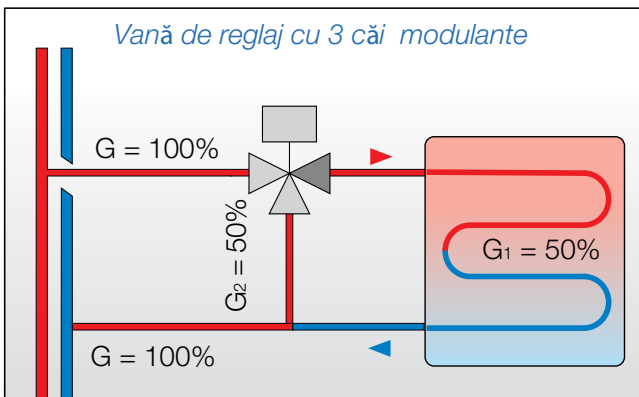 Vană de reglaj cu 3 căi modulante
G = 100%
G2 = 50%
G1 = 50%
G = 100%